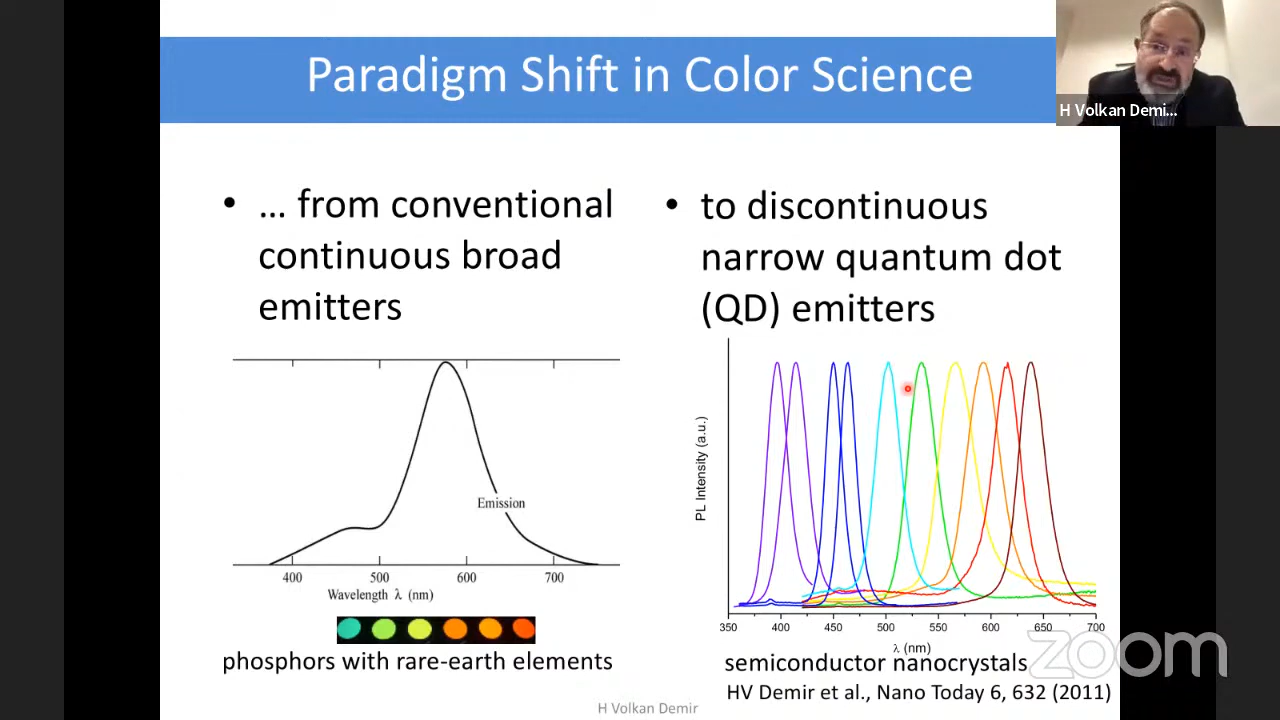 Paradigm Shift in Color Science
H Volkan Demi...
• ... from conventional
continuous broad
emitters
• to discontinuous
narrow quantum dot
(QD) emitters
Emission
400 500 600 700
Wavelength λ (nm)
phosphors with rare-earth elements
PL Intensity (a.u.)
350 400 450 500 550 600 650 700
λ (nm)
semiconductor nanocrystals
HV Demir et al., Nano Today 6, 632 (2011)
zoom
H Volkan Demir